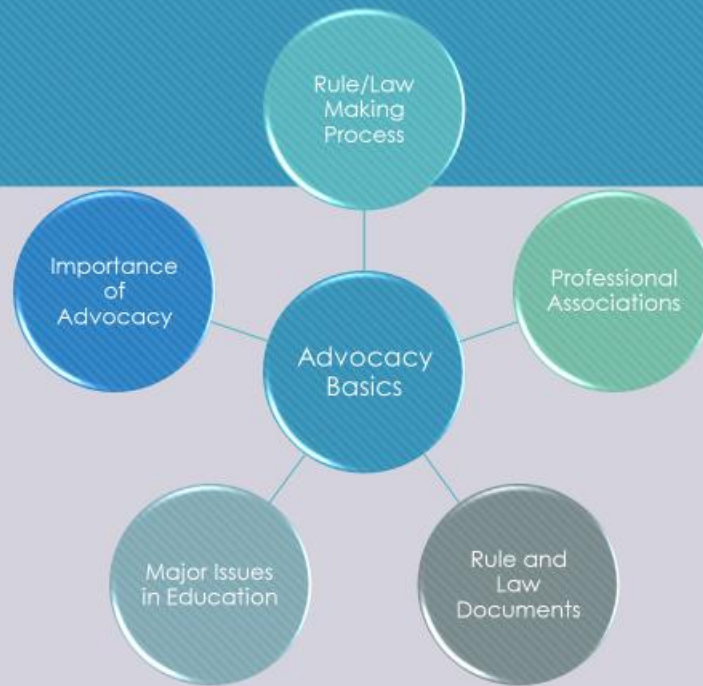 Rule/Law
Making
Process
Importance
of
Advocacy
Professional
Associations
Advocacy
Basics
Major Issues
in Education
Rule and
Law
Documents